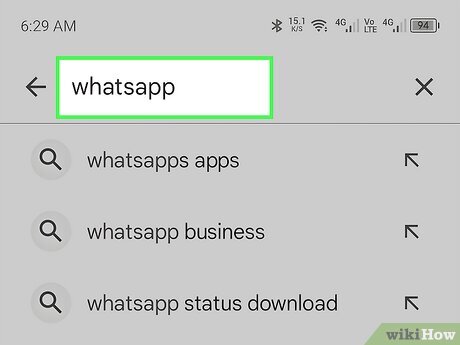 6:29 AM 15.1 K/S 4G Vo LTE 4G 94
whatsapp
whatsapps apps
whatsapp business
whatsapp status download
wikiHow